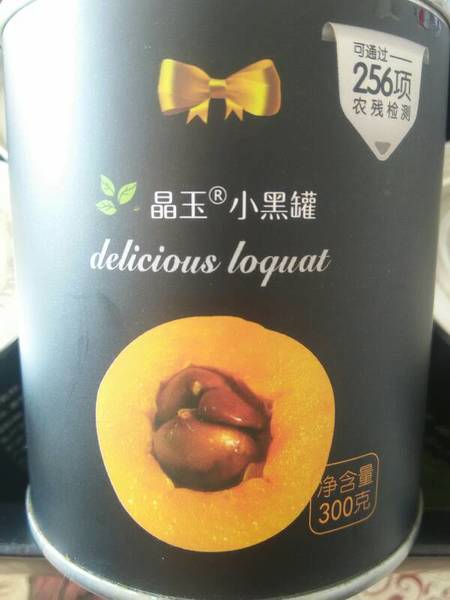 可通过
256项
农残检测
晶玉®小黑罐
delicious loquat
净含量
300克